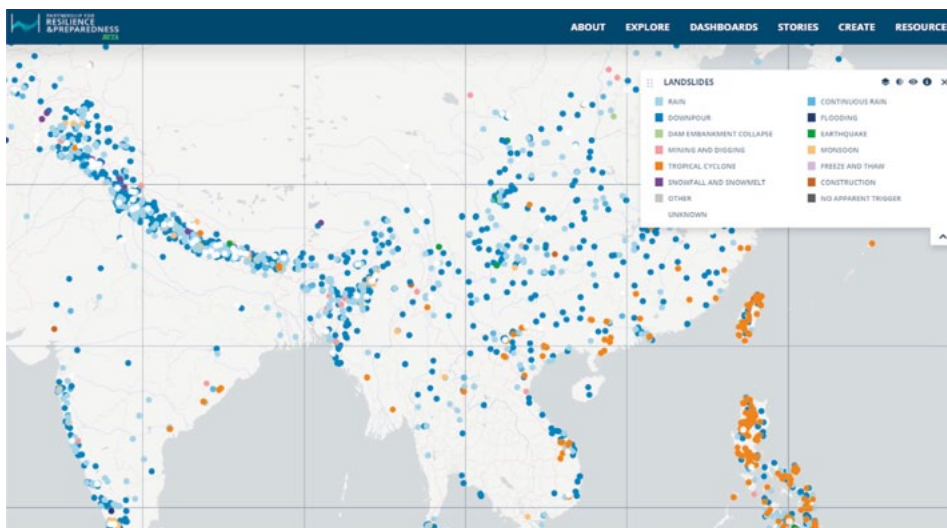 PARTNERSHIP FOR
RESILIENCE
&PREPAREDNESS
BETA
ABOUT EXPLORE DASHBOARDS STORIES CREATE RESOURCE
LANDSLIDES
RAIN CONTINUOUS RAIN
DOWNPOUR FLOODING
DAM EMBANKMENT COLLAPSE EARTHQUAKE
MINING AND DIGGING MONSOON
TROPICAL CYCLONE FREEZE AND THAW
SNOWFALL AND SNOWMELT CONSTRUCTION
OTHER NO APPARENT TRIGGER
UNKNOWN